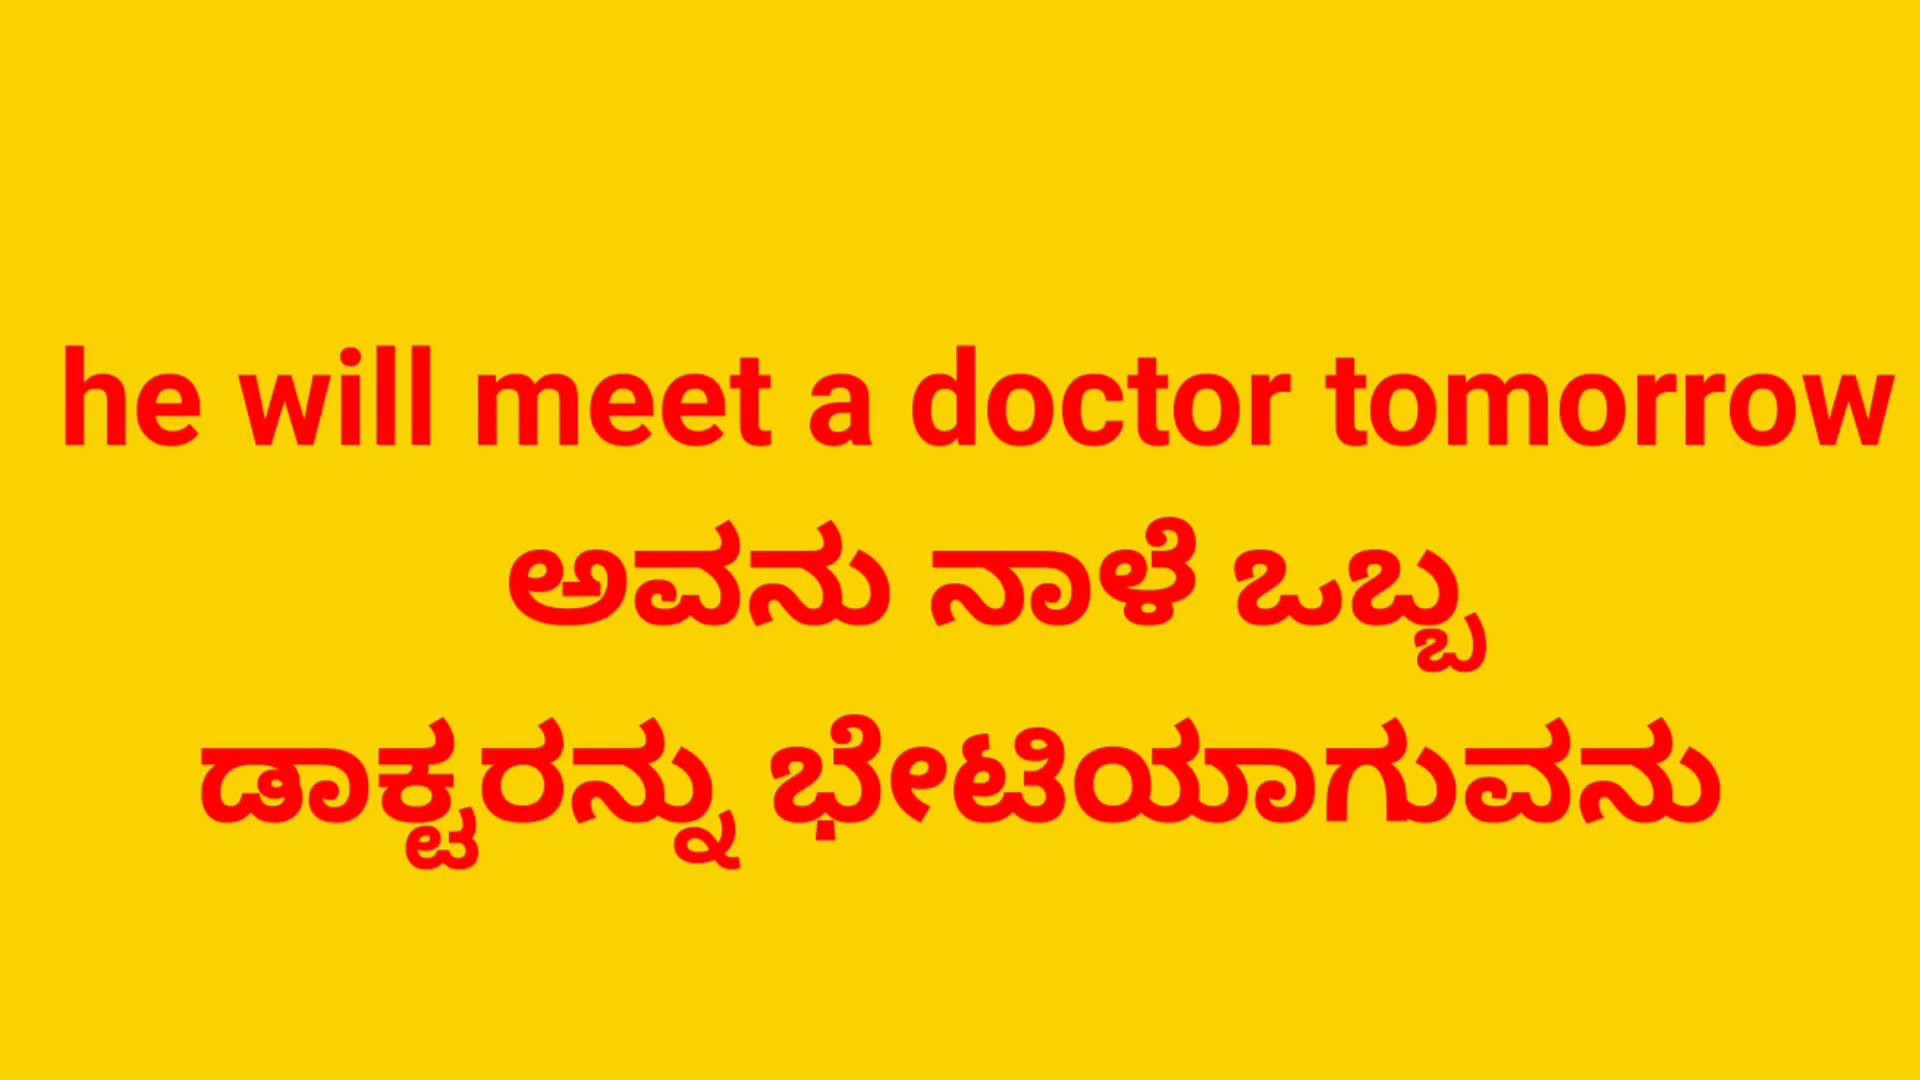 he will meet a doctor tomorrow
ಅವನು ನಾಳೆ ಒಬ್ಬ
ಡಾಕ್ಟರನ್ನು ಭೇಟಿಯಾಗುವನು